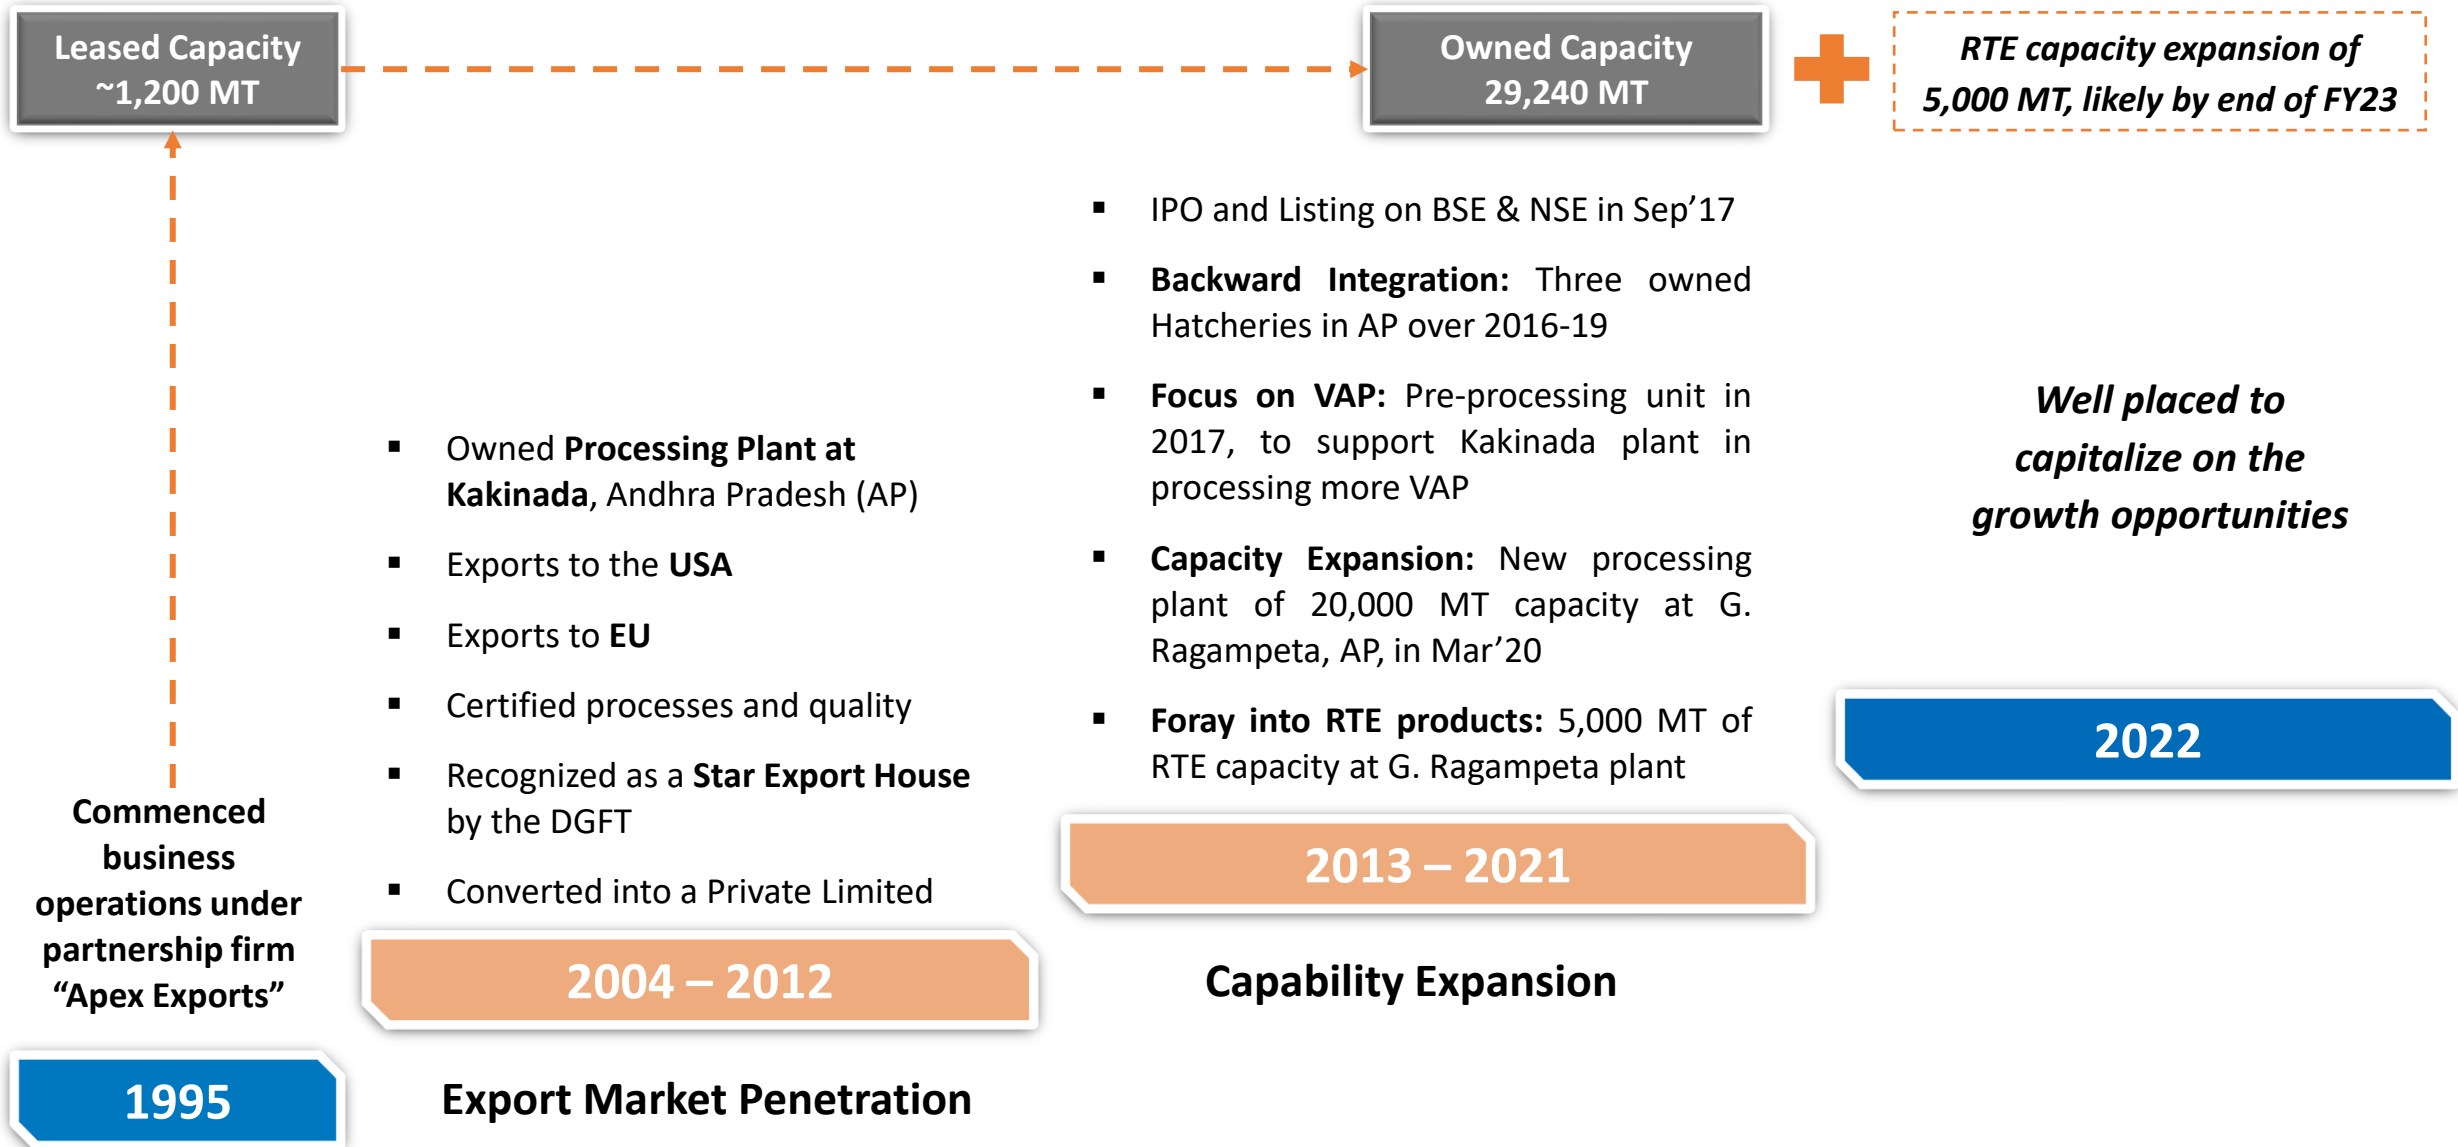 Leased Capacity
~1,200 MT
Owned Capacity
29,240 MT
RTE capacity expansion of
5,000 MT, likely by end of FY23
Commenced
business
operations under
partnership firm
“Apex Exports”
1995
▪ Owned Processing Plant at
Kakinada, Andhra Pradesh (AP)
▪ Exports to the USA
▪ Exports to EU
▪ Certified processes and quality
▪ Recognized as a Star Export House
by the DGFT
▪ Converted into a Private Limited
2004 – 2012
Export Market Penetration
▪ IPO and Listing on BSE & NSE in Sep’17
▪ Backward Integration: Three owned
Hatcheries in AP over 2016-19
▪ Focus on VAP: Pre-processing unit in
2017, to support Kakinada plant in
processing more VAP
▪ Capacity Expansion: New processing
plant of 20,000 MT capacity at G.
Ragampeta, AP, in Mar’20
▪ Foray into RTE products: 5,000 MT of
RTE capacity at G. Ragampeta plant
2013 – 2021
Capability Expansion
Well placed to
capitalize on the
growth opportunities
2022